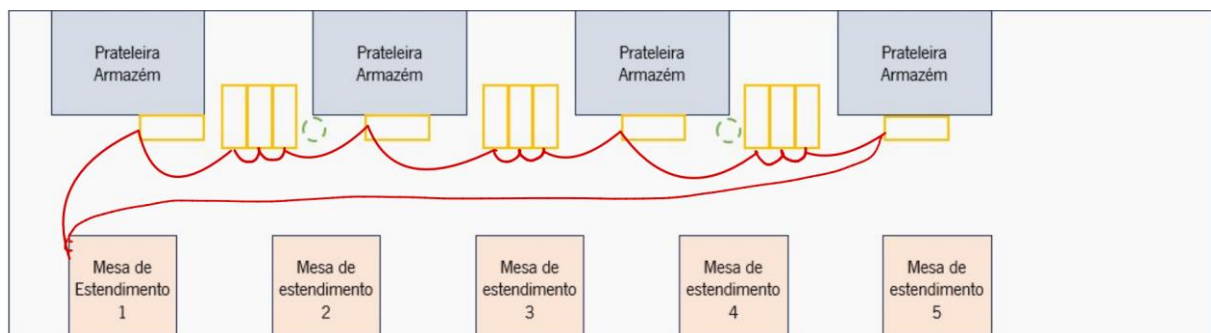 Prateleira
Armazém
Prateleira
Armazém
Prateleira
Armazém
Prateleira
Armazém
Mesa de
Estendimento
1
Mesa de
estendimento
2
Mesa de
estendimento
3
Mesa de
estendimento
4
Mesa de
estendimento
5